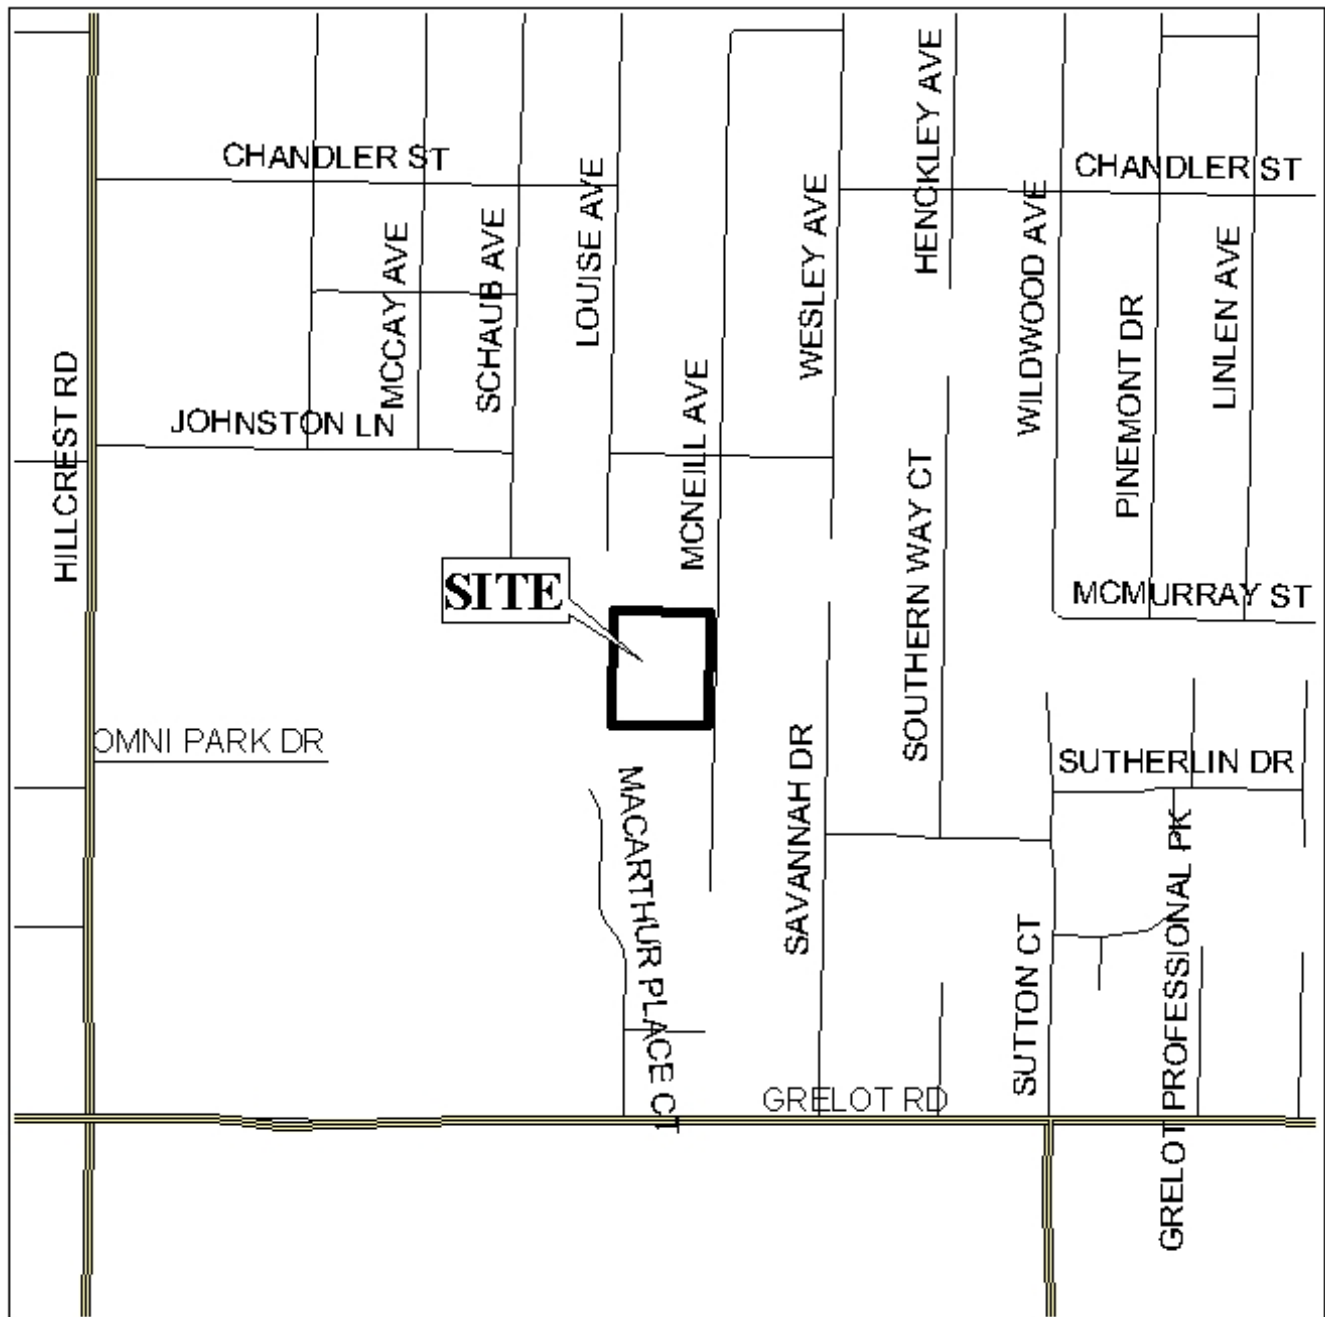 HENCKLEY AVE
CHANDLER ST
CHANDLER ST
LOUISE AVE
WESLEY AVE
WILDWOOD AVE
MCCAY AVE
SCHAUB AVE
LINLEN AVE
PINEMONT DR
HILLCREST RD
JOHNSTON LN
MCNEILL AVE
SOUTHERN WAY CT
SITE
MCMURRAY ST
OMNI PARK DR
SAVANNAH DR
SUTHERLIN DR
MACARTHUR PLACE CT
GRELOT PROFESSIONAL PK
SUTTON CT
GRELOT RD